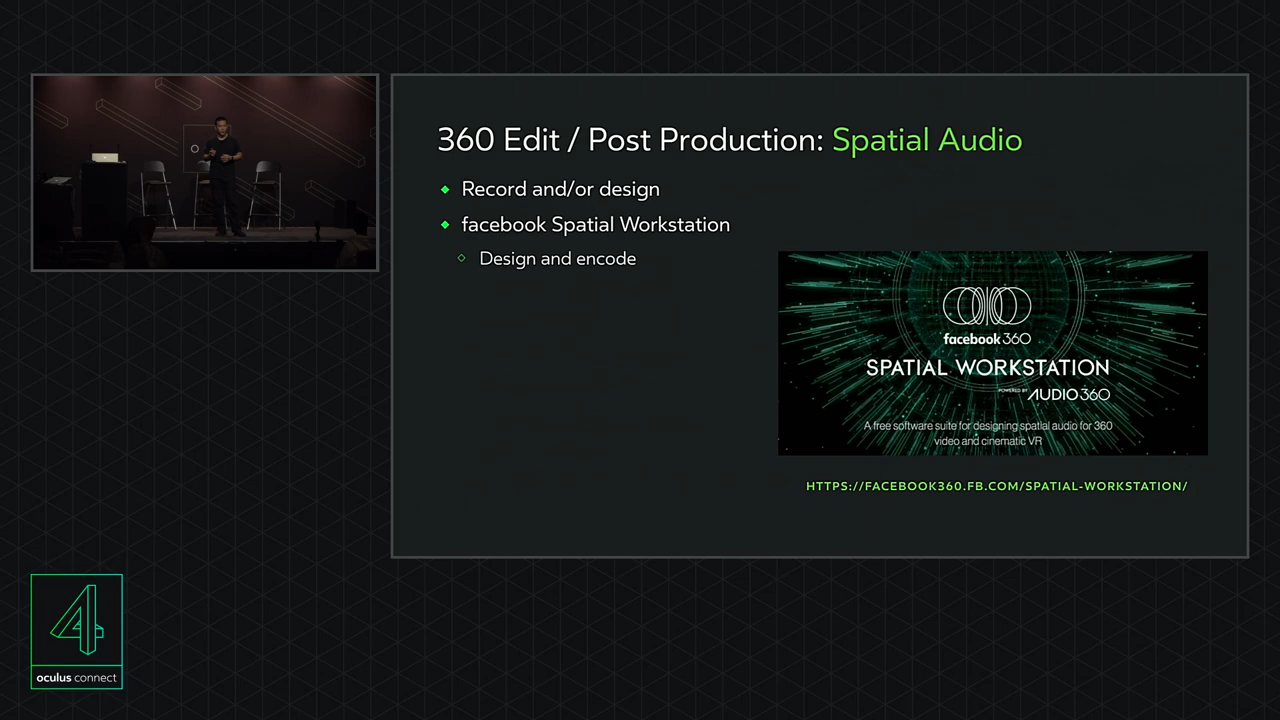 360 Edit / Post Production: Spatial Audio
Record and/or design
facebook Spatial Workstation
Design and encode
facebook360
SPATIAL WORKSTATION
POWERED BY AUDIO360
A free software suite for designing spatial audio for 360
video and cinematic VR
HTTPS://FACEBOOK360.FB.COM/SPATIAL-WORKSTATION/
4
oculus connect